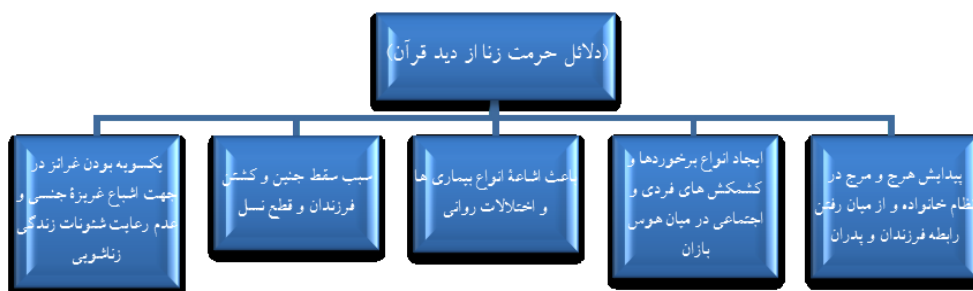 (دلائل حرمت زنا از دید قرآن)
پیدایش هرج و مرج در
نظام خانواده و از میان رفتن
رابطه فرزندان و پدران
ایجاد انواع برخوردها و
کشمکش های فردی و
اجتماعی در میان هوس
بازان
باعث اشاعهٔ انواع بیماری ها
و اختلالات روانی
سبب سقط جنین و کشتن
فرزندان و قطع نسل
یکسویه بودن غرائز در
جهت اشباع غریزهٔ جنسی و
عدم رعایت شئونات زندگی
زناشویی